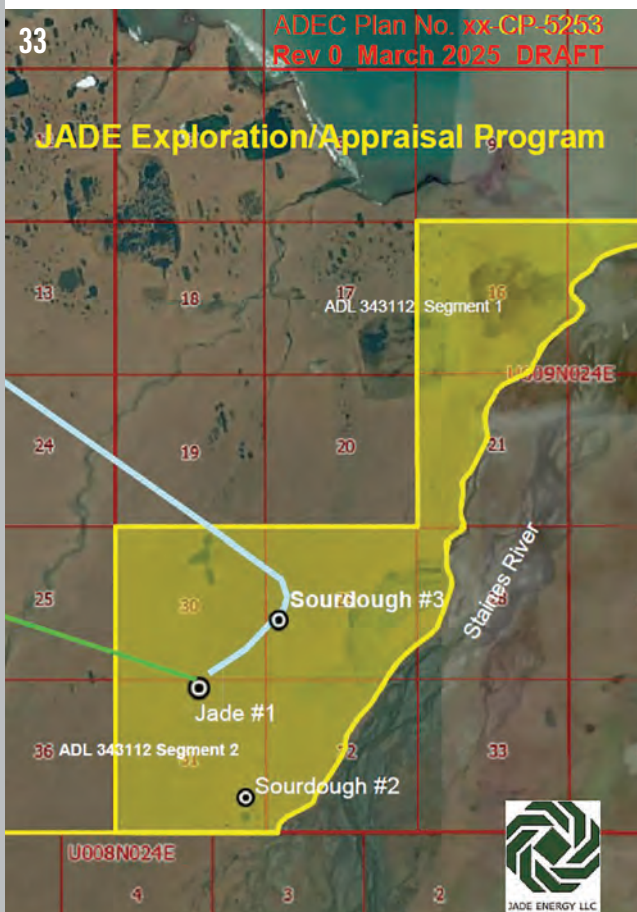 33
ADEC Plan No. xx-CP-5253
Rev 0 March 2025 DRAFT
JADE Exploration/Appraisal Program
9
13
18
17
16
ADL 343112 Segment 1
U009N024E
24
19
20
21
25
30
Sourdough #3
Staines River
Jade #1
36
ADL 343112 Segment 2
31
32
33
Sourdough #2
U008N024E
4
3
2
JADE ENERGY LLC